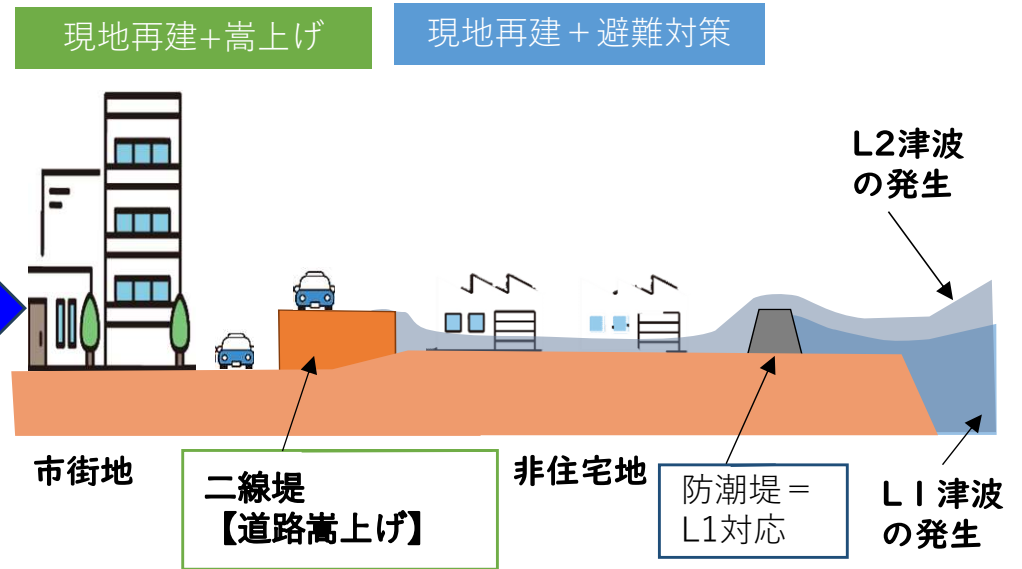 現地再建+嵩上げ
現地再建＋避難対策
L2津波
の発生
市街地
二線堤
【道路嵩上げ】
非住宅地
防潮堤＝
L1対応
L1津波
の発生